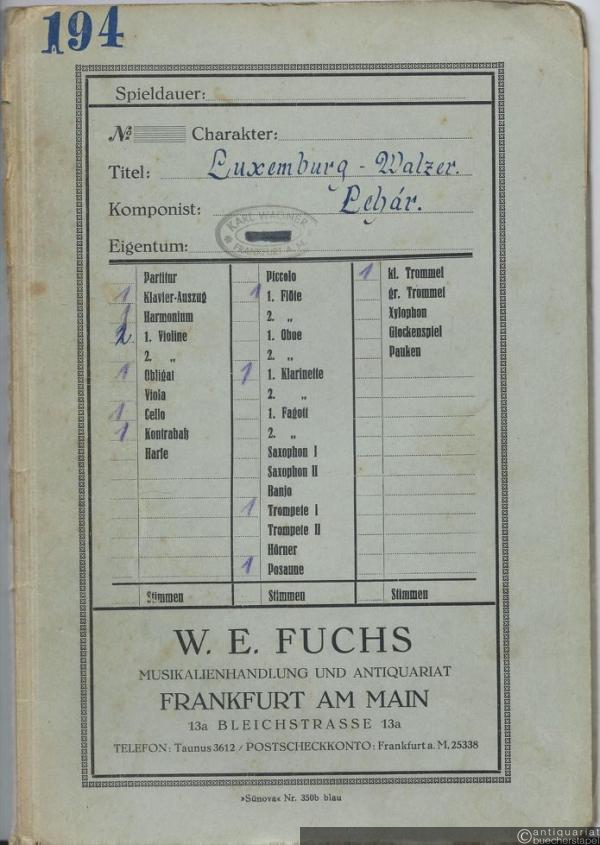 194
Spieldauer:
No Charakter:
Titel: Luxemburg - Walzer.
Komponist: Lehár.
KARL WAGNER
FRANKFURT A.M.
Eigentum:
Partitur
1 Klavier-Auszug
1 Harmonium
2 1. Violine
2. „
1 Obligat
Viola
1 Cello
1 Kontrabaß
Harfe
Stimmen
Piccolo
1 1. Flöte
2. „
1. Oboe
2. „
1 1. Klarinette
2. „
1. Fagott
2. „
Saxophon I
Saxophon II
Banjo
1 Trompete I
Trompete II
Hörner
1 Posaune
Stimmen
1 kl. Trommel
gr. Trommel
Xylophon
Glockenspiel
Pauken
Stimmen
W. E. FUCHS
MUSIKALIENHANDLUNG UND ANTIQUARIAT
FRANKFURT AM MAIN
13a BLEICHSTRASSE 13a
TELEFON: Taunus 3612 / POSTSCHECKKONTO: Frankfurt a. M. 25338
»Sünova« Nr. 350b blau
©antiquariat
buecherstapel